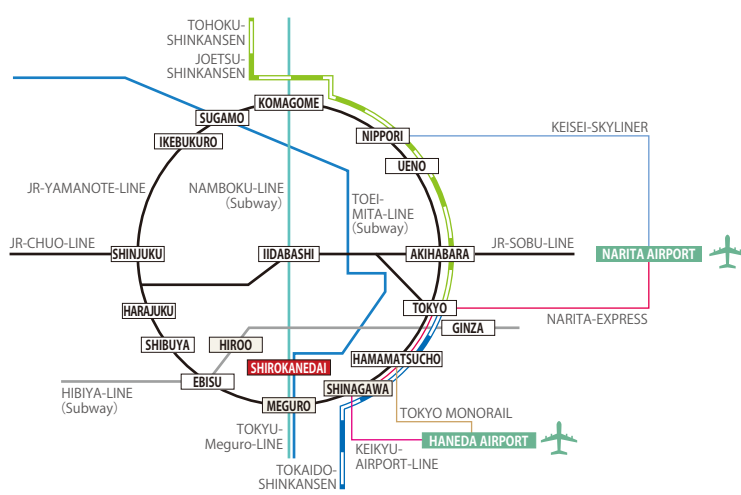 TOHOKU-
SHINKANSEN
JOETSU-
SHINKANSEN
KOMAGOME
SUGAMO
NIPPORI
KEISEI-SKYLINER
IKEBUKURO
UENO
JR-YAMANOTE-LINE
NAMBOKU-LINE
(Subway)
TOEI-
MITA-LINE
(Subway)
JR-CHUO-LINE
SHINJUKU
IIDABASHI
AKIHABARA
JR-SOBU-LINE
NARITA AIRPORT
HARAJUKU
TOKYO
NARITA-EXPRESS
GINZA
SHIBUYA
HIROO
HAMAMATSUCHO
SHIROKANEDAI
EBISU
SHINAGAWA
HIBIYA-LINE
(Subway)
MEGURO
TOKYO MONORAIL
TOKYU-
Meguro-LINE
HANEDA AIRPORT
KEIKYU-
AIRPORT-LINE
TOKAIDO-
SHINKANSEN